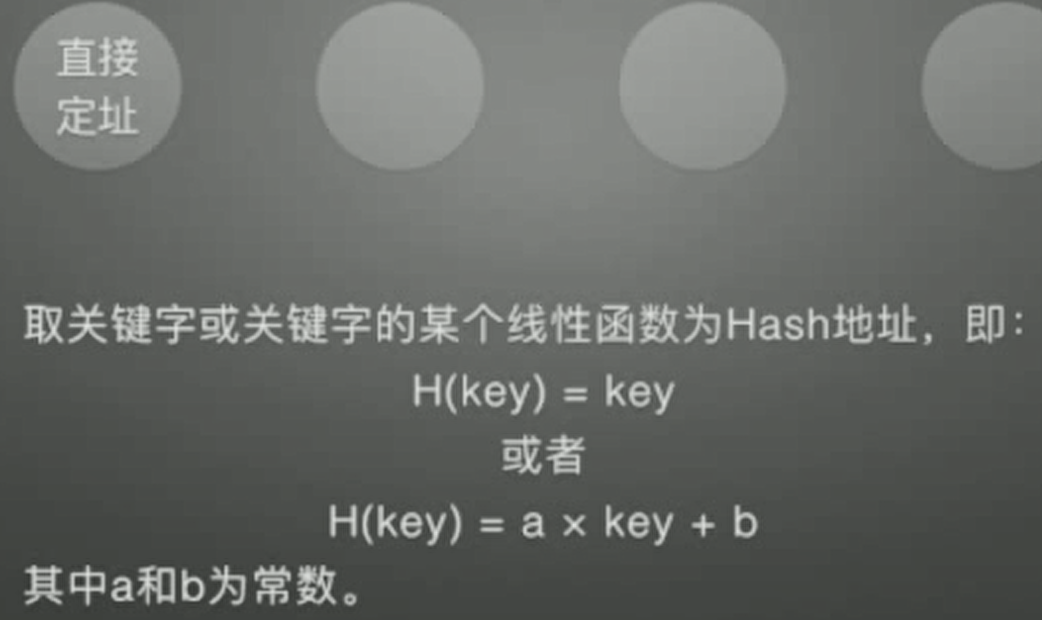 直接
定址
取关键字或关键字的某个线性函数为Hash地址，即：
H(key) = key
或者
H(key) = a × key + b
其中a和b为常数。